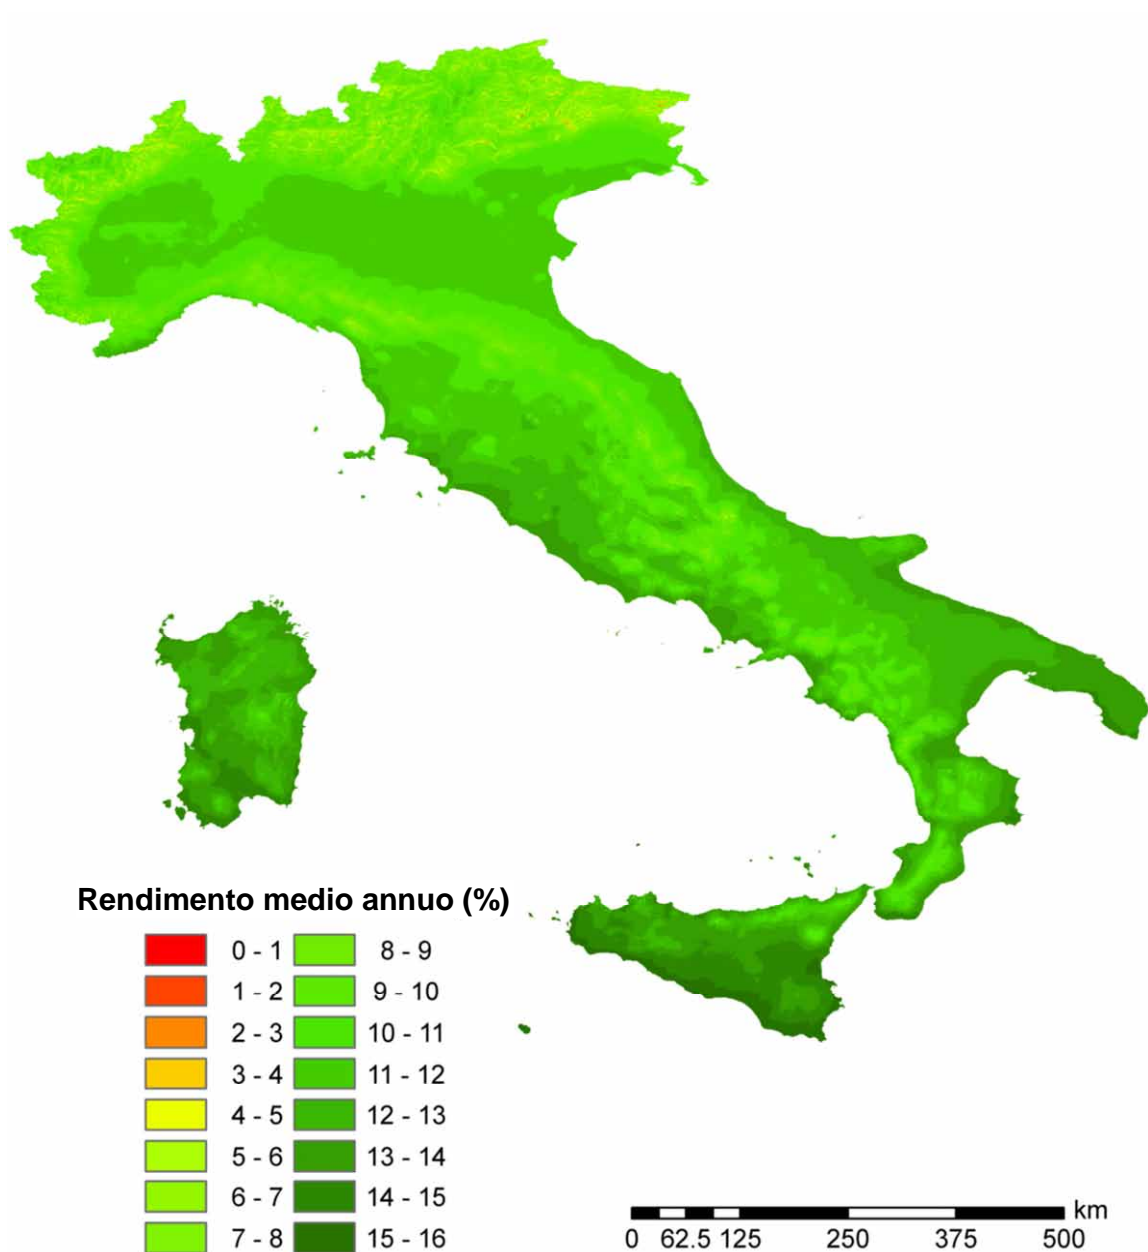 Rendimento medio annuo (%)
0 - 1 8 - 9
1 - 2 9 - 10
2 - 3 10 - 11
3 - 4 11 - 12
4 - 5 12 - 13
5 - 6 13 - 14
6 - 7 14 - 15
7 - 8 15 - 16
km
0 62.5 125 250 375 500